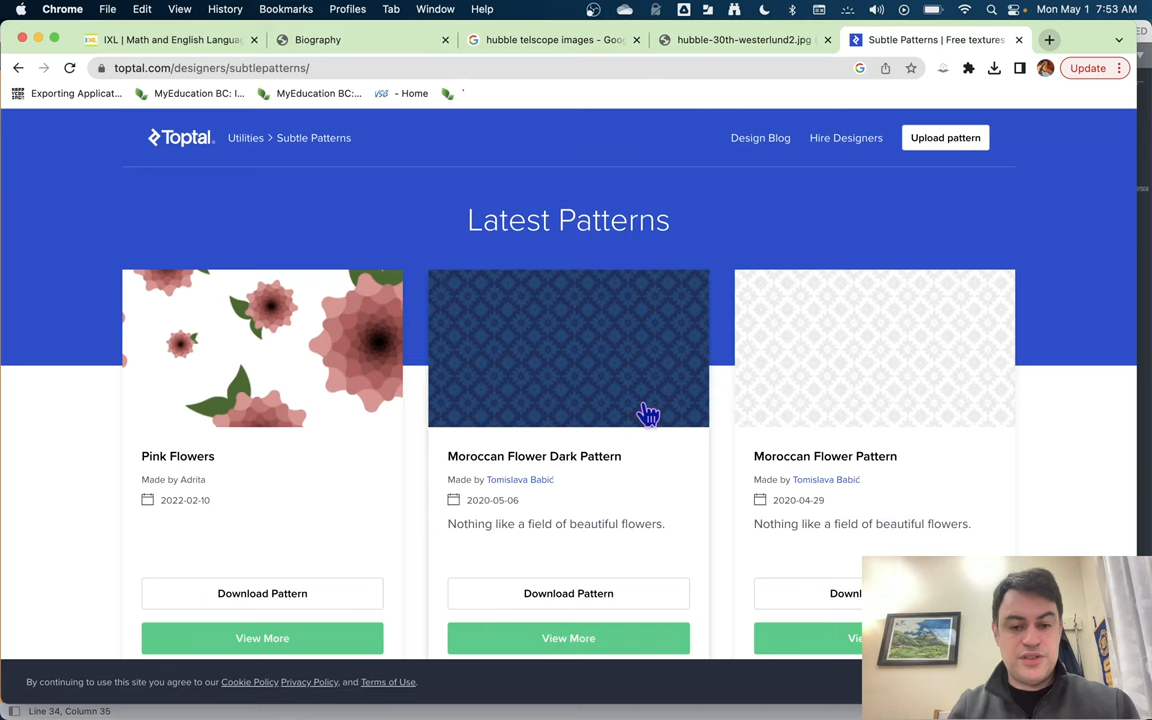 Chrome File Edit View History Bookmarks Profiles Tab Window Help Mon May 1 7:53 AM
IXL | Math and English Langua Biography hubble telscope images - Goo hubble-30th-westerlund2.jpg Subtle Patterns | Free textures
toptal.com/designers/subtlepatterns/ Update
Exporting Applicat... MyEducation BC: I... MyEducation BC:... VSB - Home
Toptal Utilities > Subtle Patterns Design Blog Hire Designers Upload pattern
Latest Patterns
Pink Flowers
Made by Adrita
2022-02-10
Download Pattern
View More
Moroccan Flower Dark Pattern
Made by Tomislava Babić
2020-05-06
Nothing like a field of beautiful flowers.
Download Pattern
View More
Moroccan Flower Pattern
Made by Tomislava Babić
2020-04-29
Nothing like a field of beautiful flowers.
Downl
Vie
By continuing to use this site you agree to our Cookie Policy Privacy Policy, and Terms of Use.
Line 34, Column 35